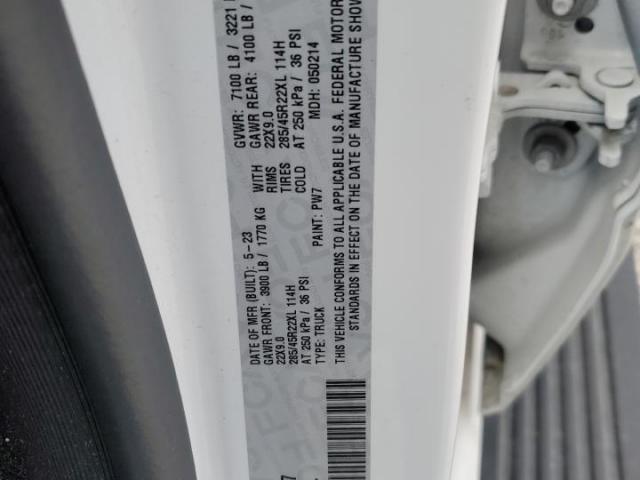 DATE OF MFR (BUILT): 5-23 GVWR: 7100 LB / 3221
GAWR FRONT: 3900 LB / 1770 KG WITH GAWR REAR: 4100 LB /
22X9.0 RIMS 22X9.0
285/45R22XL 114H TIRES 285/45R22XL 114H
AT 250 kPa / 36 PSI COLD AT 250 kPa / 36 PSI
TYPE: TRUCK PAINT: PW7 MDH: 050214
THIS VEHICLE CONFORMS TO ALL APPLICABLE U.S.A. FEDERAL MOTOR
STANDARDS IN EFFECT ON THE DATE OF MANUFACTURE SHOW